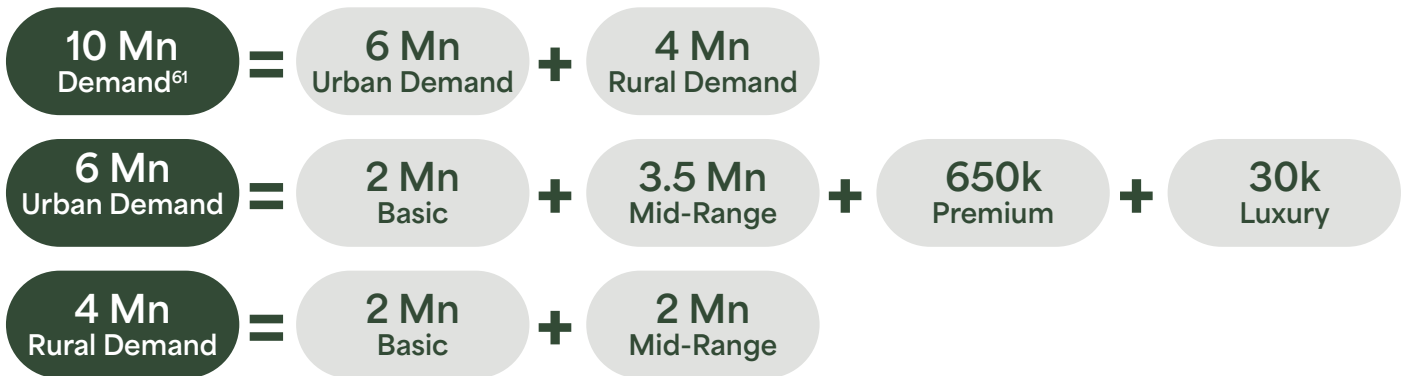 10 Mn
Demand⁶¹
=
6 Mn
Urban Demand
+
4 Mn
Rural Demand
6 Mn
Urban Demand
=
2 Mn
Basic
+
3.5 Mn
Mid-Range
+
650k
Premium
+
30k
Luxury
4 Mn
Rural Demand
=
2 Mn
Basic
+
2 Mn
Mid-Range